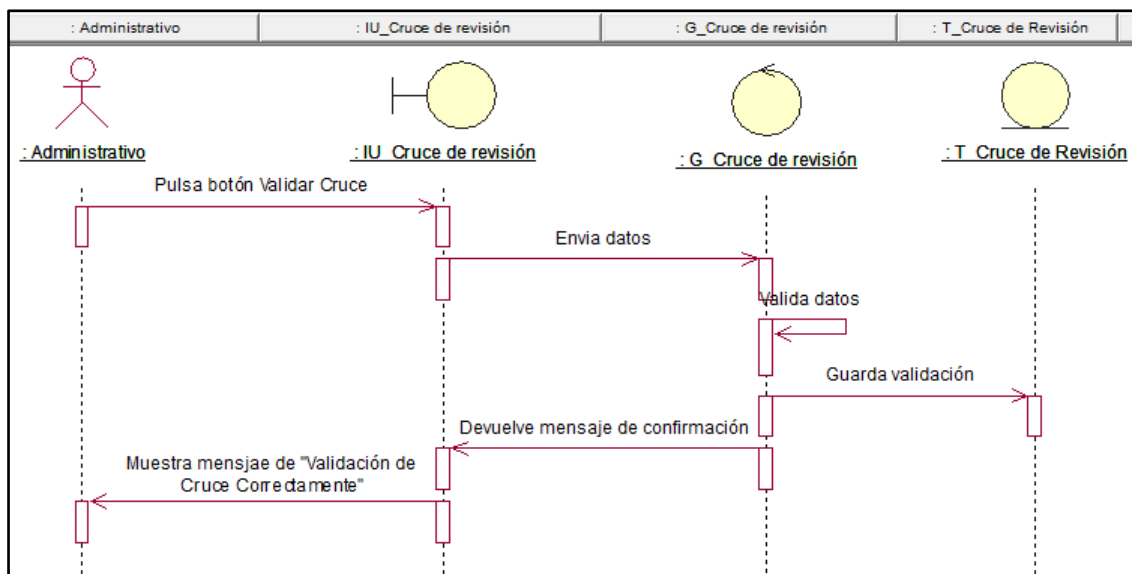 : Administrativo
: IU_Cruce de revisión
: G_Cruce de revisión
: T_Cruce de Revisión
: Administrativo
: IU_Cruce de revisión
: G_Cruce de revisión
: T_Cruce de Revisión
Pulsa botón Validar Cruce
Envia datos
Valida datos
Guarda validación
Devuelve mensaje de confirmación
Muestra mensjae de "Validación de
Cruce Correctamente"